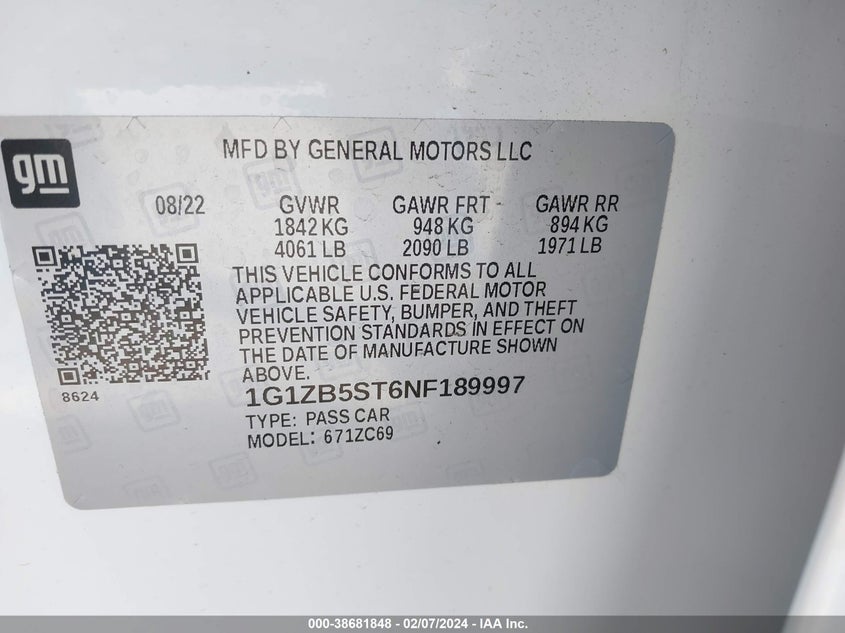 gm
MFD BY GENERAL MOTORS LLC
08/22 GVWR GAWR FRT GAWR RR
1842 KG 948 KG 894 KG
4061 LB 2090 LB 1971 LB
THIS VEHICLE CONFORMS TO ALL
APPLICABLE U.S. FEDERAL MOTOR
VEHICLE SAFETY, BUMPER, AND THEFT
PREVENTION STANDARDS IN EFFECT ON
THE DATE OF MANUFACTURE SHOWN
ABOVE.
8624
1G1ZB5ST6NF189997
TYPE: PASS CAR
MODEL: 671ZC69
000-38681848 — 02/07/2024 — IAA Inc.